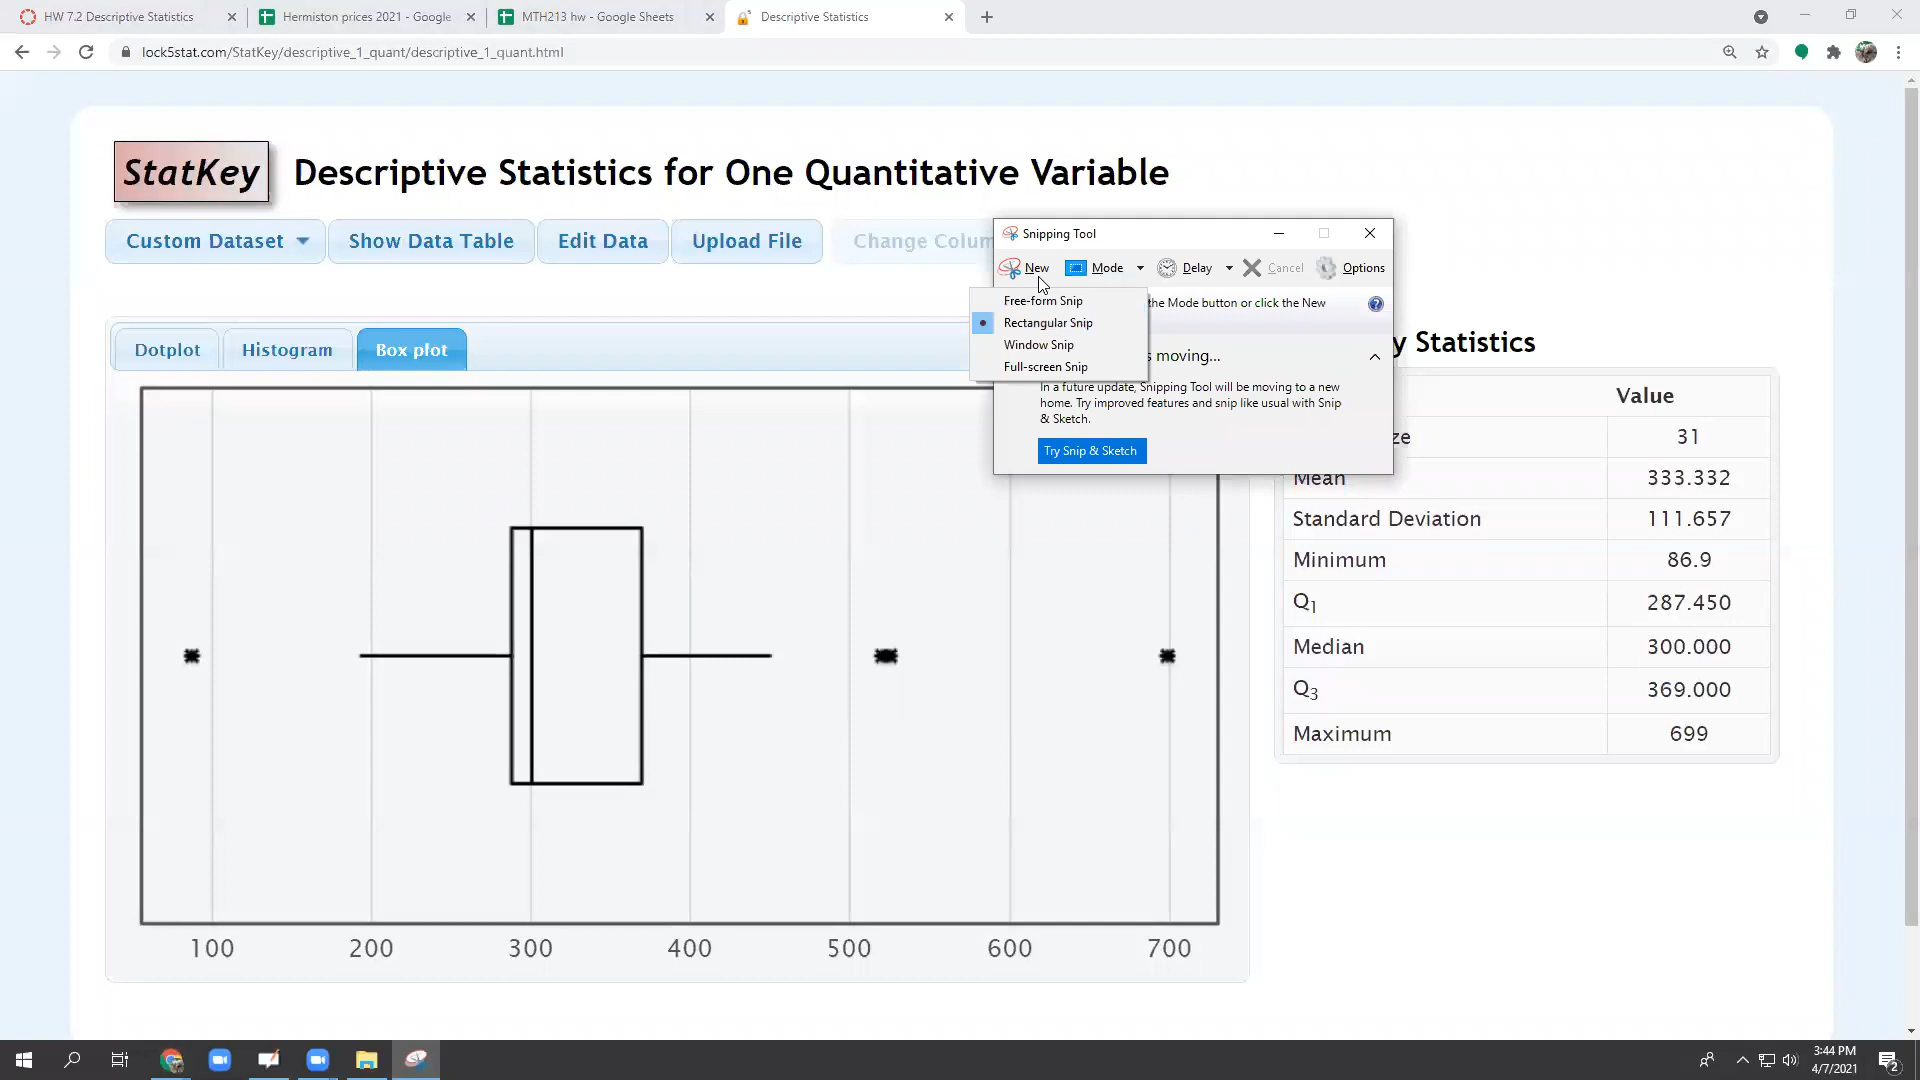 HW 7.2 Descriptive Statistics
Hermiston prices 2021 - Google
MTH213 hw - Google Sheets
Descriptive Statistics
lock5stat.com/StatKey/descriptive_1_quant/descriptive_1_quant.html
StatKey
Descriptive Statistics for One Quantitative Variable
Custom Dataset
Show Data Table
Edit Data
Upload File
Change Colum
Snipping Tool
New
Mode
Delay
Cancel
Options
Free-form Snip
Rectangular Snip
Window Snip
Full-screen Snip
the Mode button or click the New
s moving...
In a future update, Snipping Tool will be moving to a new
home. Try improved features and snip like usual with Snip
& Sketch.
Try Snip & Sketch
Dotplot
Histogram
Box plot
100 200 300 400 500 600 700
y Statistics
Value
ze 31
Mean 333.332
Standard Deviation 111.657
Minimum 86.9
Q1 287.450
Median 300.000
Q3 369.000
Maximum 699
3:44 PM
4/7/2021
2